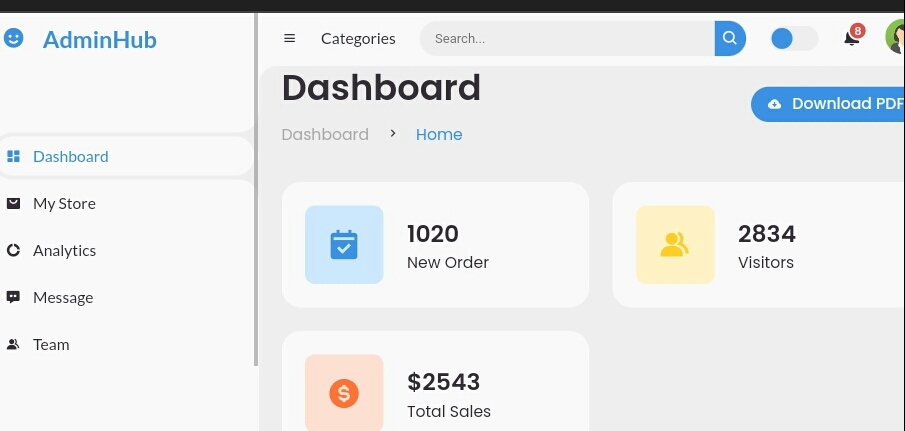 AdminHub
Categories
Search...
8
Dashboard
Download PDF
Dashboard > Home
Dashboard
My Store
Analytics
Message
Team
1020
New Order
2834
Visitors
$2543
Total Sales